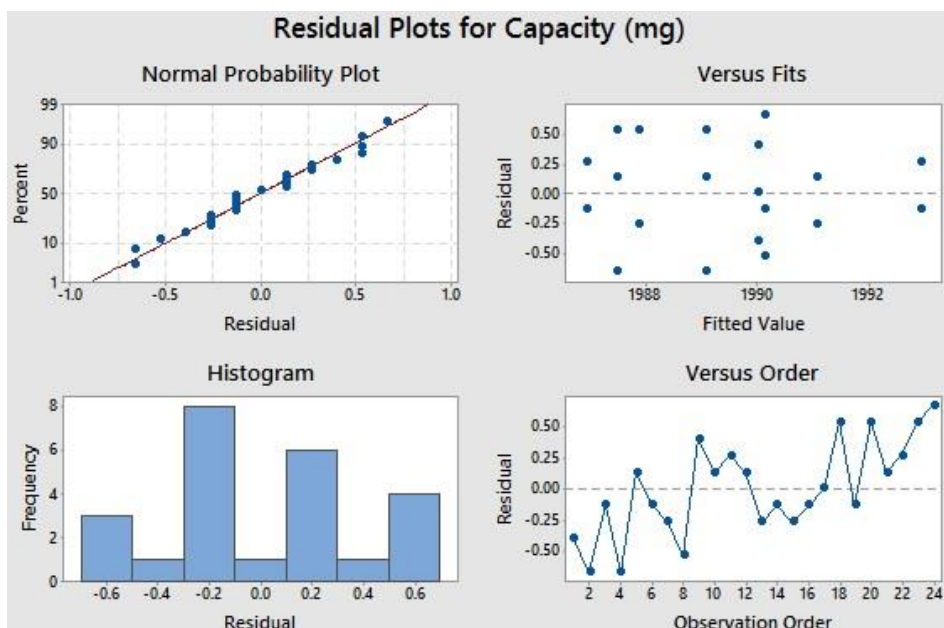 Residual Plots for Capacity (mg)
Normal Probability Plot
99
90
50
10
1
Percent
-1.0 -0.5 0.0 0.5 1.0
Residual
Versus Fits
0.50
0.25
0.00
-0.25
-0.50
Residual
1988 1990 1992
Fitted Value
Histogram
8
6
4
2
0
Frequency
-0.6 -0.4 -0.2 0.0 0.2 0.4 0.6
Residual
Versus Order
0.50
0.25
0.00
-0.25
-0.50
Residual
2 4 6 8 10 12 14 16 18 20 22 24
Observation Order